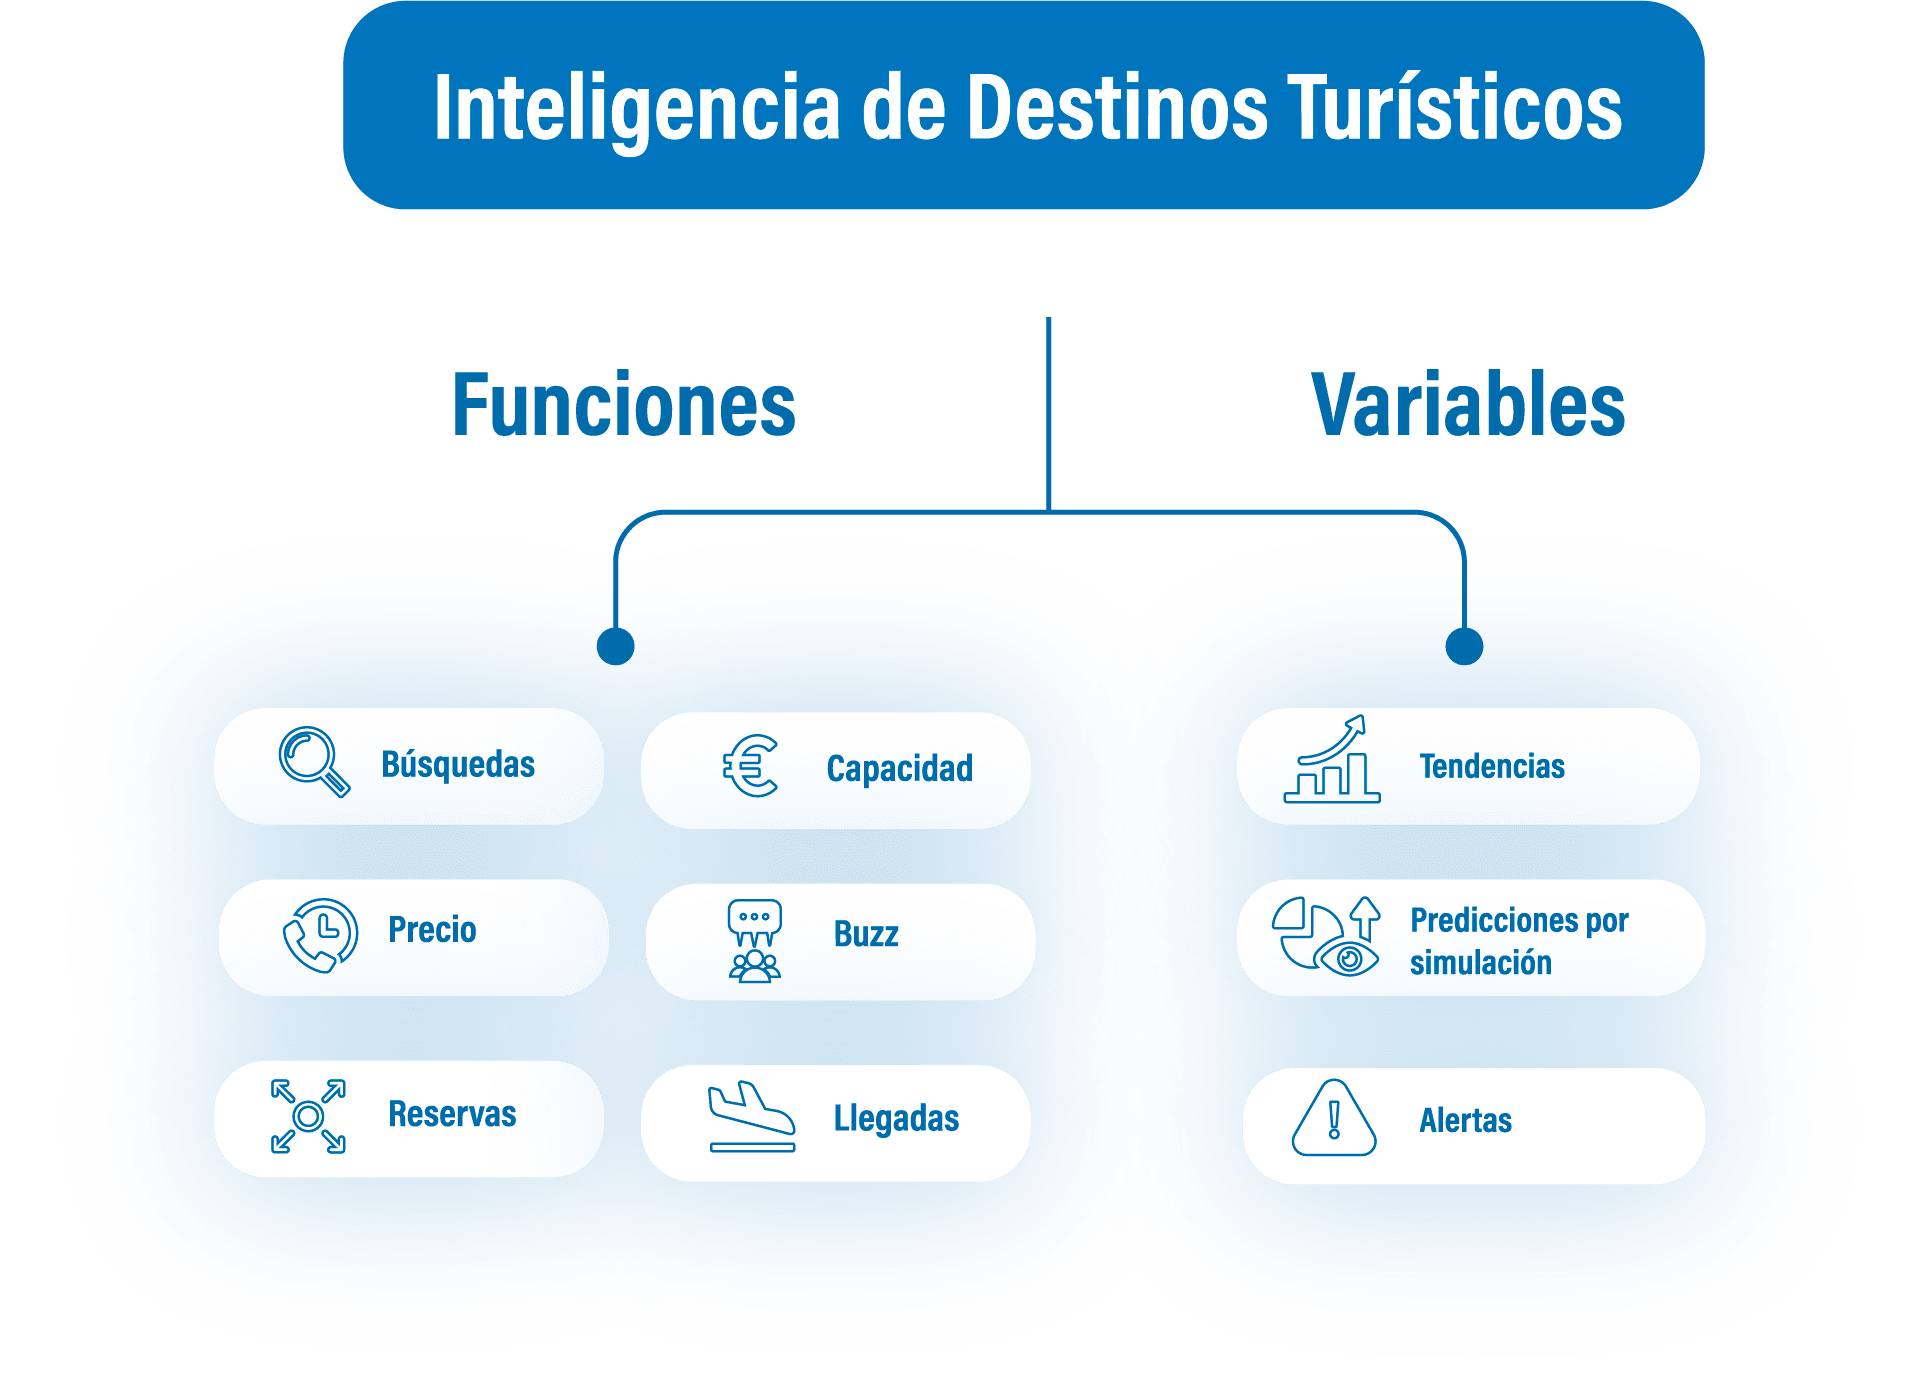 Inteligencia de Destinos Turísticos
Funciones
Variables
Búsquedas
Capacidad
Tendencias
Precio
Buzz
Predicciones por
simulación
Reservas
Llegadas
Alertas